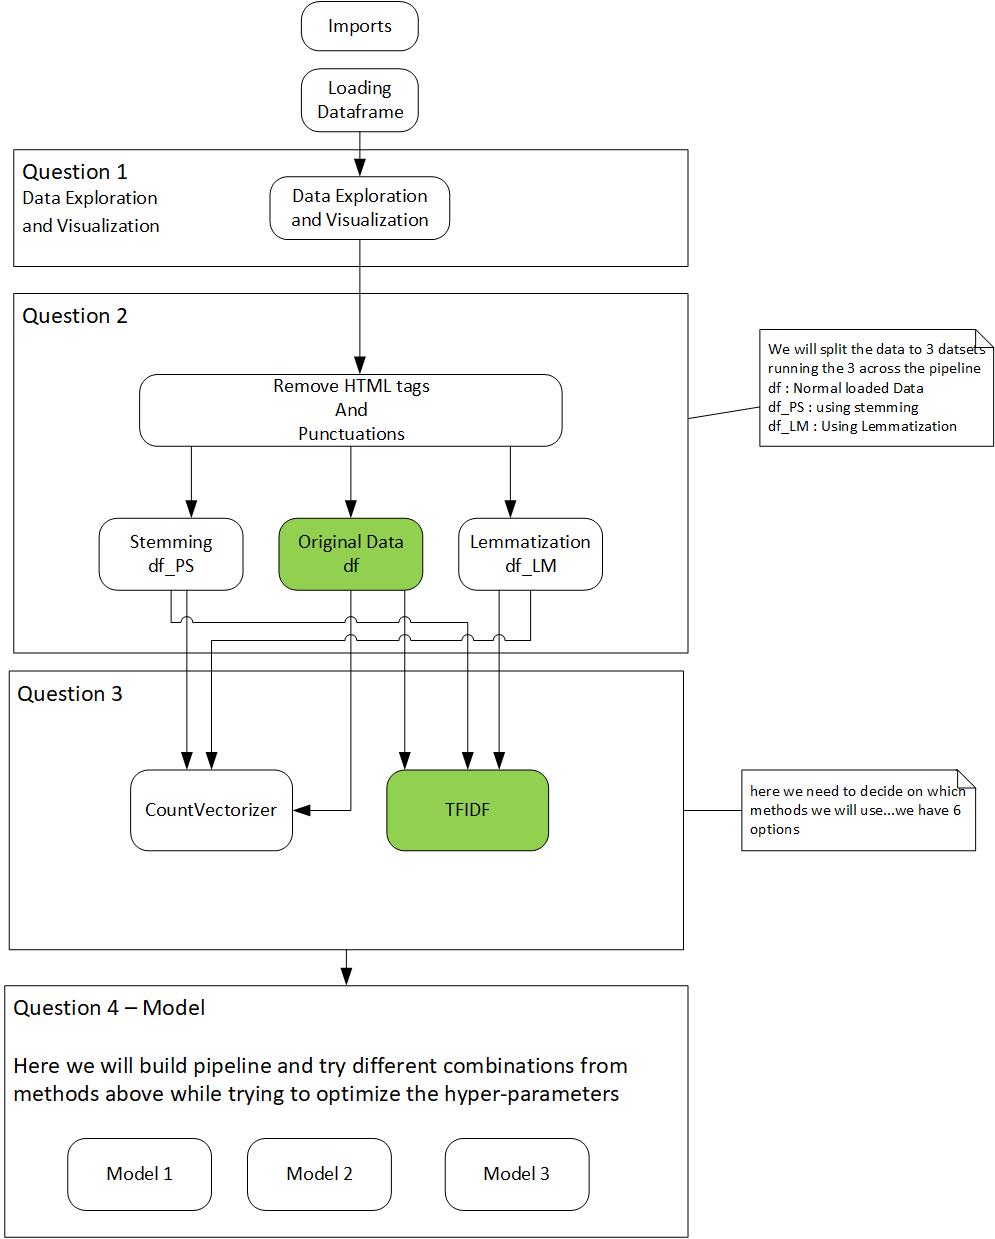 Imports
Loading
Dataframe
Question 1
Data Exploration
and Visualization
Data Exploration
and Visualization
Question 2
Remove HTML tags
And
Punctuations
We will split the data to 3 datsets
running the 3 across the pipeline
df : Normal loaded Data
df_PS : using stemming
df_LM : Using Lemmatization
Stemming
df_PS
Original Data
df
Lemmatization
df_LM
Question 3
CountVectorizer
TFIDF
here we need to decide on which
methods we will use...we have 6
options
Question 4 – Model
Here we will build pipeline and try different combinations from
methods above while trying to optimize the hyper-parameters
Model 1
Model 2
Model 3